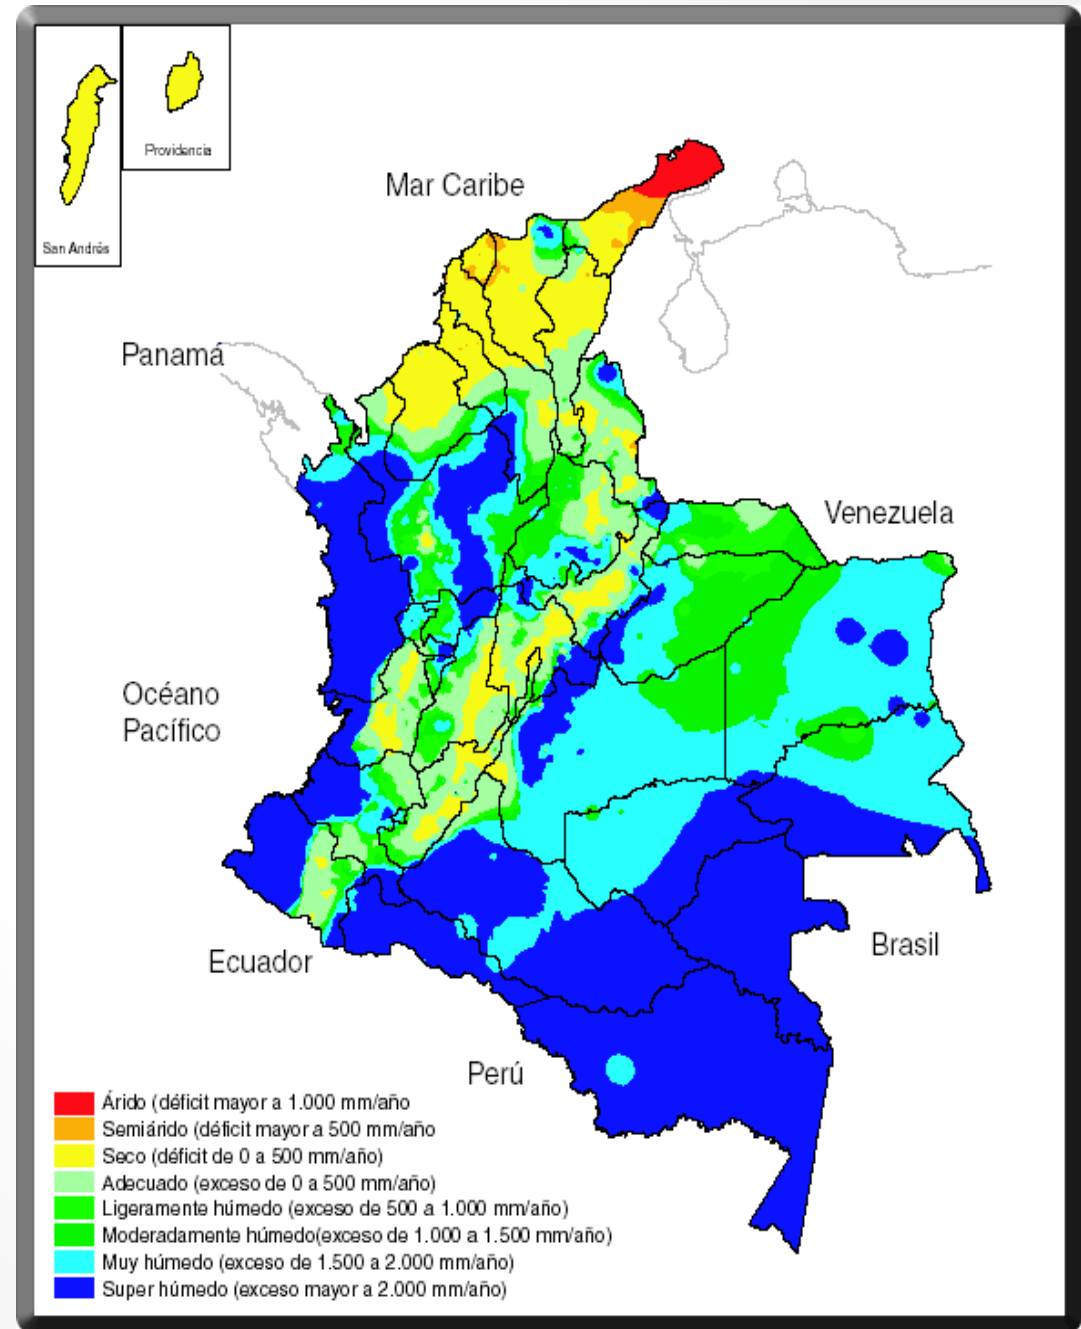 Providencia
San Andrés
Mar Caribe
Panamá
Venezuela
Océano
Pacífico
Ecuador
Brasil
Perú
Árido (déficit mayor a 1.000 mm/año
Semiárido (déficit mayor a 500 mm/año
Seco (déficit de 0 a 500 mm/año)
Adecuado (exceso de 0 a 500 mm/año)
Ligeramente húmedo (exceso de 500 a 1.000 mm/año)
Moderadamente húmedo(exceso de 1.000 a 1.500 mm/año)
Muy húmedo (exceso de 1.500 a 2.000 mm/año)
Super húmedo (exceso mayor a 2.000 mm/año)